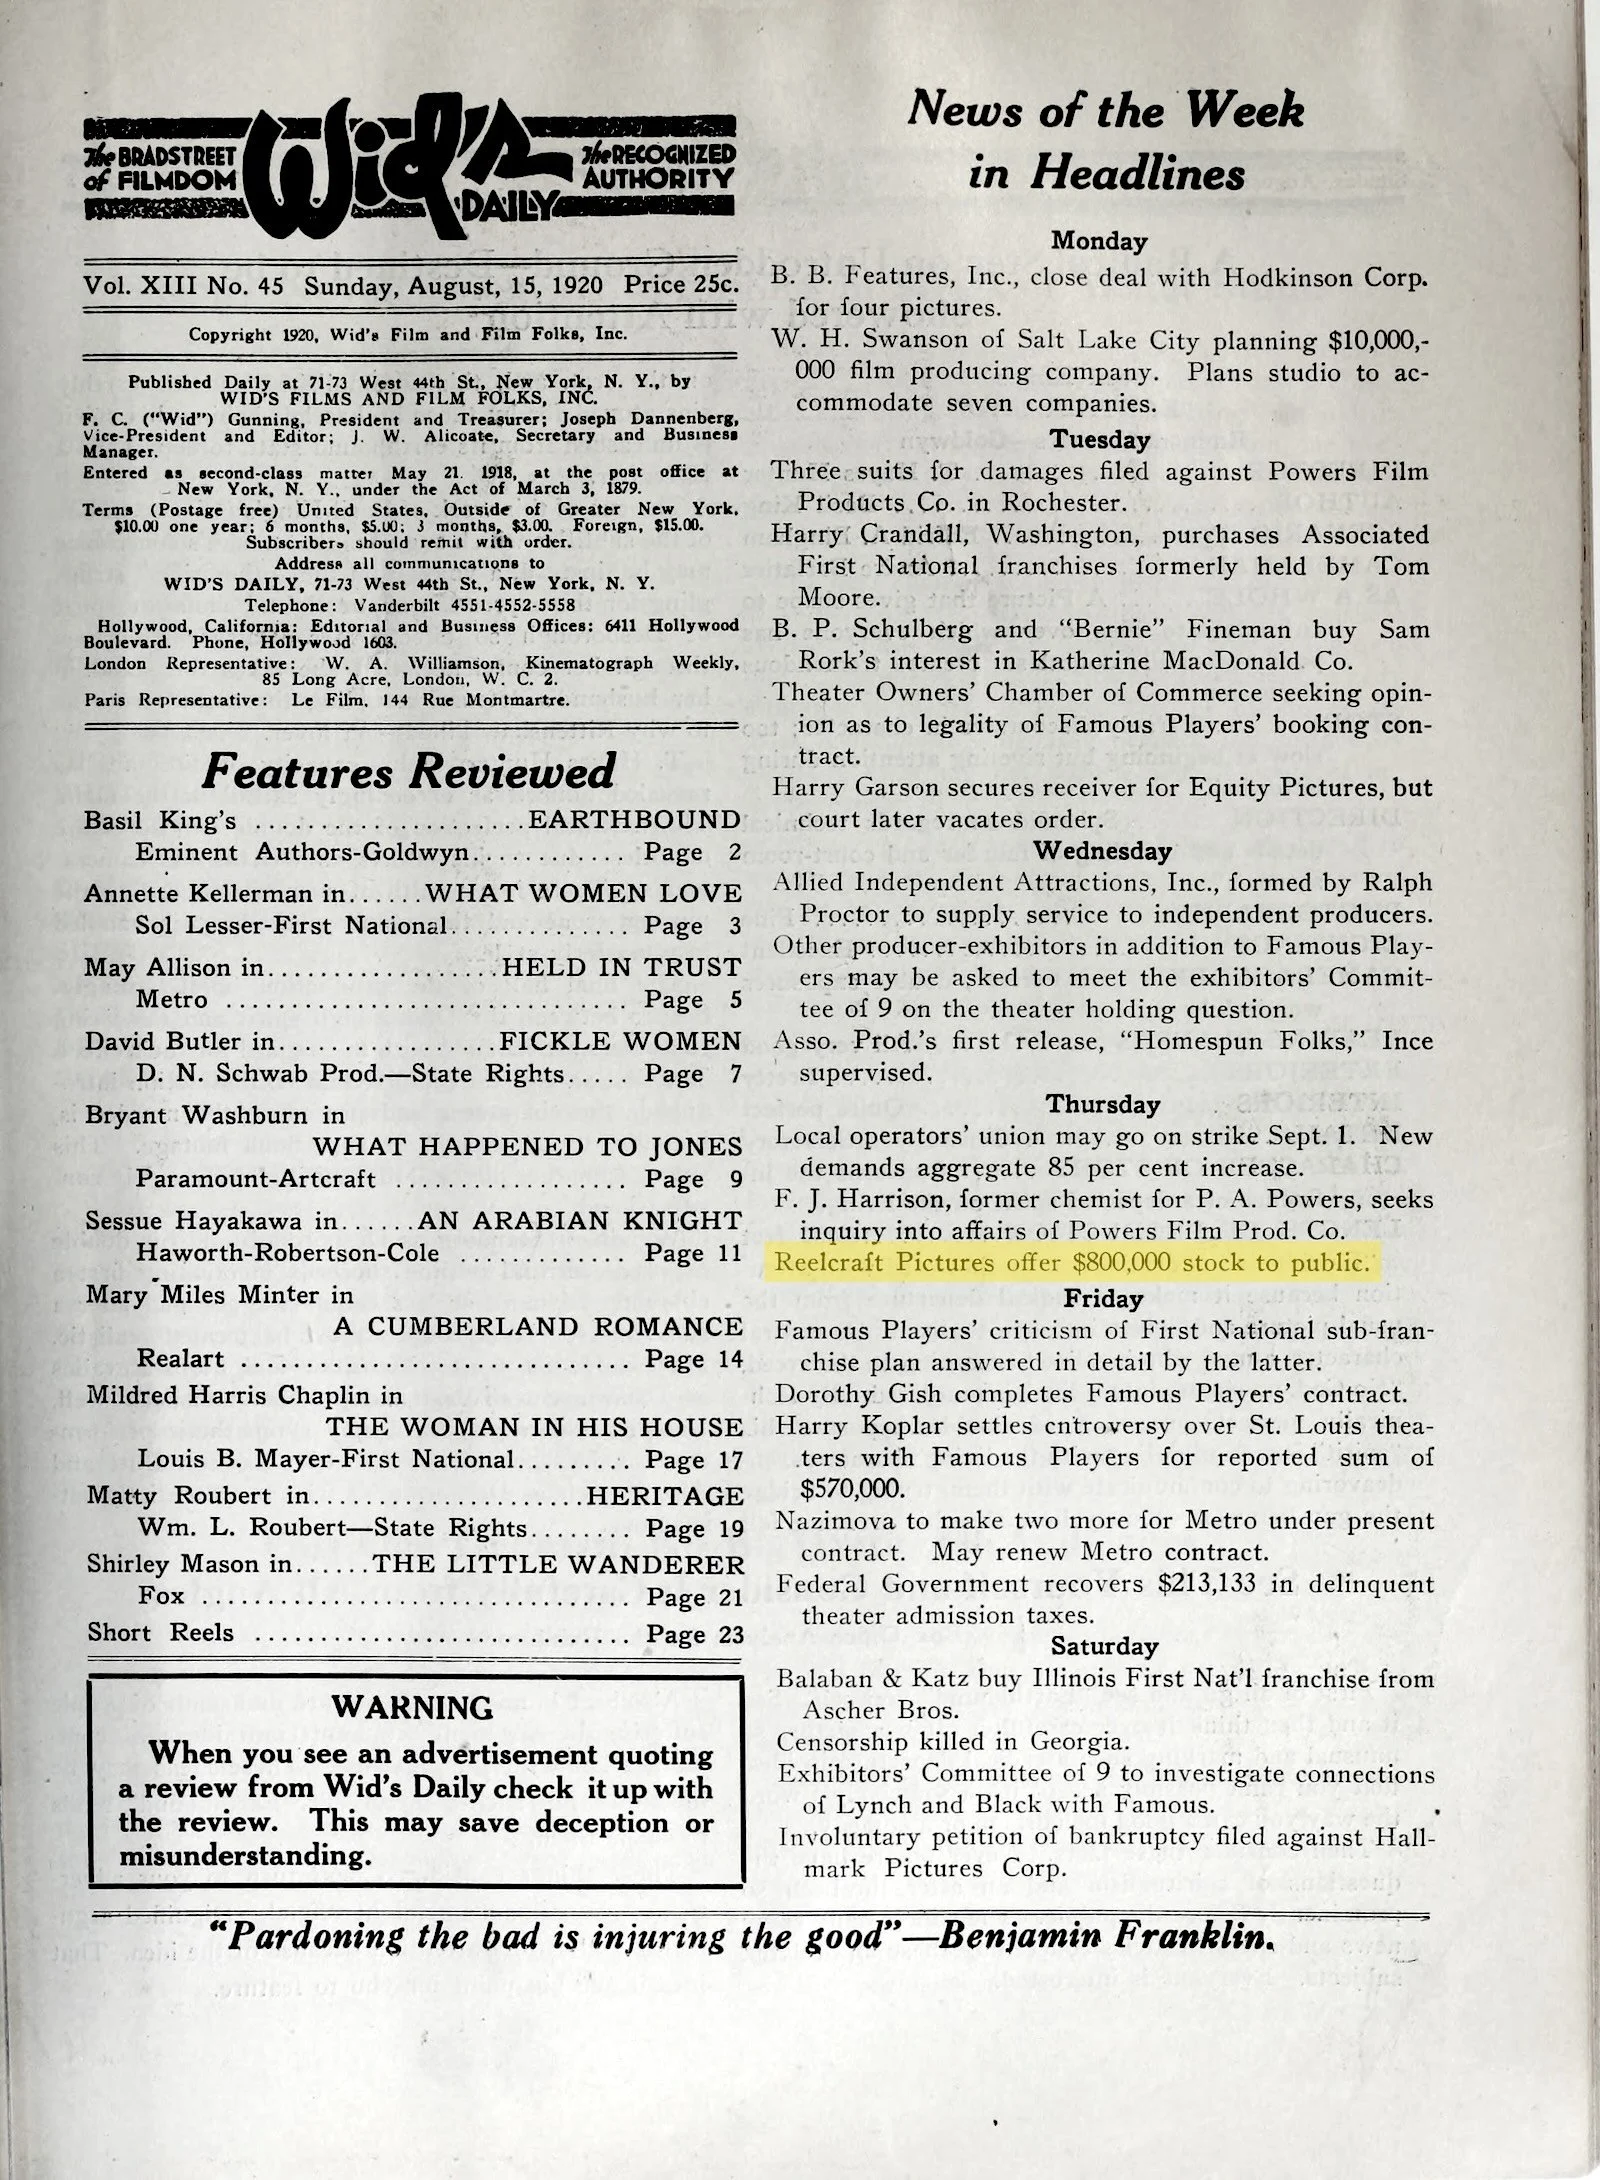 The BRADSTREET
of FILMDOM
Wid's
DAILY
The RECOGNIZED
AUTHORITY
Vol. XIII No. 45 Sunday, August, 15, 1920 Price 25c.
Copyright 1920, Wid's Film and Film Folks, Inc.
Published Daily at 71-73 West 44th St., New York, N. Y., by
WID'S FILMS AND FILM FOLKS, INC.
F. C. ("Wid") Gunning, President and Treasurer; Joseph Dannenberg,
Vice-President and Editor; J. W. Alicoate, Secretary and Business
Manager.
Entered as second-class matter May 21. 1918, at the post office at
New York, N. Y., under the Act of March 3, 1879.
Terms (Postage free) United States, Outside of Greater New York,
$10.00 one year; 6 months, $5.00; 3 months, $3.00. Foreign, $15.00.
Subscribers should remit with order.
Address all communications to
WID'S DAILY, 71-73 West 44th St., New York, N. Y.
Telephone: Vanderbilt 4551-4552-5558
Hollywood, California: Editorial and Business Offices: 6411 Hollywood
Boulevard. Phone, Hollywood 1603.
London Representative: W. A. Williamson, Kinematograph Weekly,
85 Long Acre, London, W. C. 2.
Paris Representative: Le Film, 144 Rue Montmartre.
Features Reviewed
Basil King's .....................EARTHBOUND
Eminent Authors-Goldwyn............ Page 2
Annette Kellerman in......WHAT WOMEN LOVE
Sol Lesser-First National.............. Page 3
May Allison in..................HELD IN TRUST
Metro ............................... Page 5
David Butler in.................FICKLE WOMEN
D. N. Schwab Prod.—State Rights..... Page 7
Bryant Washburn in
WHAT HAPPENED TO JONES
Paramount-Artcraft .................. Page 9
Sessue Hayakawa in......AN ARABIAN KNIGHT
Haworth-Robertson-Cole ............. Page 11
Mary Miles Minter in
A CUMBERLAND ROMANCE
Realart .............................. Page 14
Mildred Harris Chaplin in
THE WOMAN IN HIS HOUSE
Louis B. Mayer-First National......... Page 17
Matty Roubert in.....................HERITAGE
Wm. L. Roubert—State Rights........ Page 19
Shirley Mason in......THE LITTLE WANDERER
Fox ................................. Page 21
Short Reels ............................. Page 23
WARNING
When you see an advertisement quoting
a review from Wid's Daily check it up with
the review. This may save deception or
misunderstanding.
News of the Week
in Headlines
Monday
B. B. Features, Inc., close deal with Hodkinson Corp.
for four pictures.
W. H. Swanson of Salt Lake City planning $10,000,-
000 film producing company. Plans studio to ac-
commodate seven companies.
Tuesday
Three suits for damages filed against Powers Film
Products Co. in Rochester.
Harry Crandall, Washington, purchases Associated
First National franchises formerly held by Tom
Moore.
B. P. Schulberg and "Bernie" Fineman buy Sam
Rork's interest in Katherine MacDonald Co.
Theater Owners' Chamber of Commerce seeking opin-
ion as to legality of Famous Players' booking con-
tract.
Harry Garson secures receiver for Equity Pictures, but
court later vacates order.
Wednesday
Allied Independent Attractions, Inc., formed by Ralph
Proctor to supply service to independent producers.
Other producer-exhibitors in addition to Famous Play-
ers may be asked to meet the exhibitors' Commit-
tee of 9 on the theater holding question.
Asso. Prod.'s first release, "Homespun Folks," Ince
supervised.
Thursday
Local operators' union may go on strike Sept. 1. New
demands aggregate 85 per cent increase.
F. J. Harrison, former chemist for P. A. Powers, seeks
inquiry into affairs of Powers Film Prod. Co.
Reelcraft Pictures offer $800,000 stock to public.
Friday
Famous Players' criticism of First National sub-fran-
chise plan answered in detail by the latter.
Dorothy Gish completes Famous Players' contract.
Harry Koplar settles cntroversy over St. Louis thea-
ters with Famous Players for reported sum of
$570,000.
Nazimova to make two more for Metro under present
contract. May renew Metro contract.
Federal Government recovers $213,133 in delinquent
theater admission taxes.
Saturday
Balaban & Katz buy Illinois First Nat'l franchise from
Ascher Bros.
Censorship killed in Georgia.
Exhibitors' Committee of 9 to investigate connections
of Lynch and Black with Famous.
Involuntary petition of bankruptcy filed against Hall-
mark Pictures Corp.
"Pardoning the bad is injuring the good"—Benjamin Franklin.